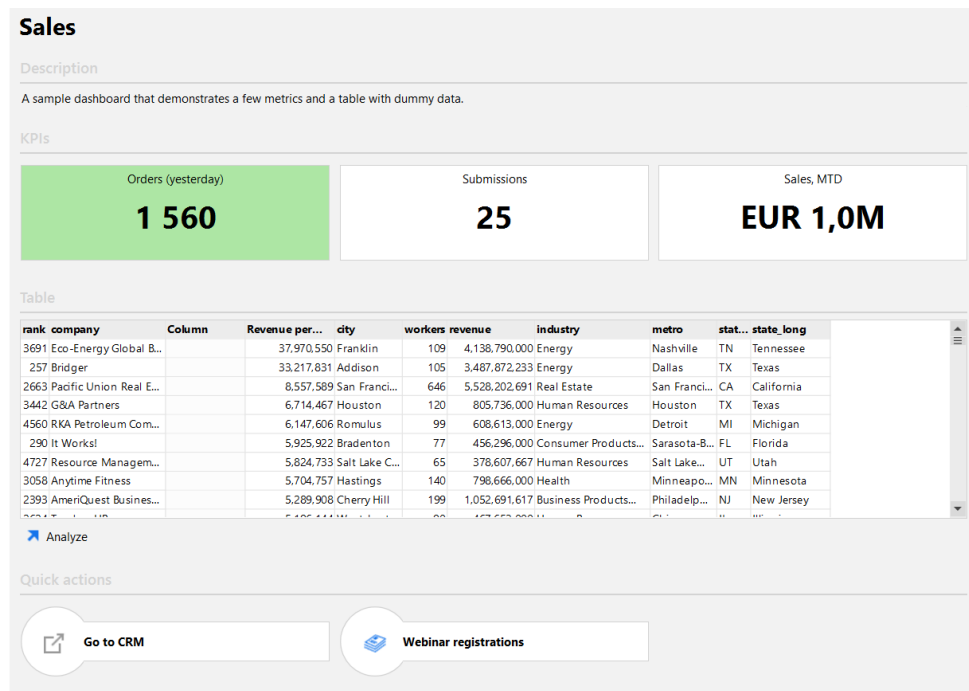 Sales
Description
A sample dashboard that demonstrates a few metrics and a table with dummy data.
KPIs
Orders (yesterday) Submissions Sales, MTD
1 560 25 EUR 1,0M
Table
rank company Column Revenue per... city workers revenue industry metro stat... state_long
3691 Eco-Energy Global B... 37,970,550 Franklin 109 4,138,790,000 Energy Nashville TN Tennessee
257 Bridger 33,217,831 Addison 105 3,487,872,233 Energy Dallas TX Texas
2663 Pacific Union Real E... 8,557,589 San Franci... 646 5,528,202,691 Real Estate San Franci... CA California
3442 G&A Partners 6,714,467 Houston 120 805,736,000 Human Resources Houston TX Texas
4560 RKA Petroleum Com... 6,147,606 Romulus 99 608,613,000 Energy Detroit MI Michigan
290 It Works! 5,925,922 Bradenton 77 456,296,000 Consumer Products... Sarasota-B... FL Florida
4727 Resource Managem... 5,824,733 Salt Lake C... 65 378,607,667 Human Resources Salt Lake... UT Utah
3058 Anytime Fitness 5,704,757 Hastings 140 798,666,000 Health Minneapo... MN Minnesota
2393 AmeriQuest Busines... 5,289,908 Cherry Hill 199 1,052,691,617 Business Products... Philadelp... NJ New Jersey
Analyze
Quick actions
Go to CRM Webinar registrations